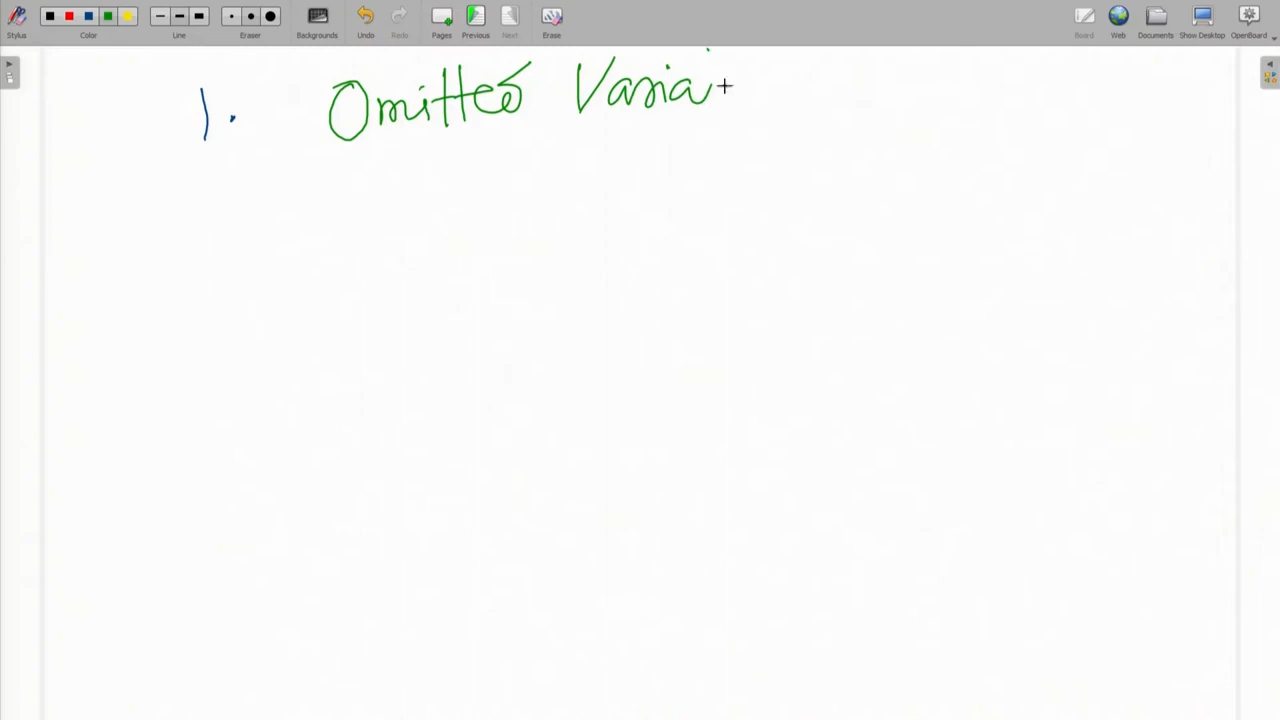 Stylus
Color
Line
Eraser
Backgrounds
Undo
Redo
Pages
Previous
Next
Erase
Board
Web
Documents
Show Desktop
OpenBoard
1. Omitted Varia